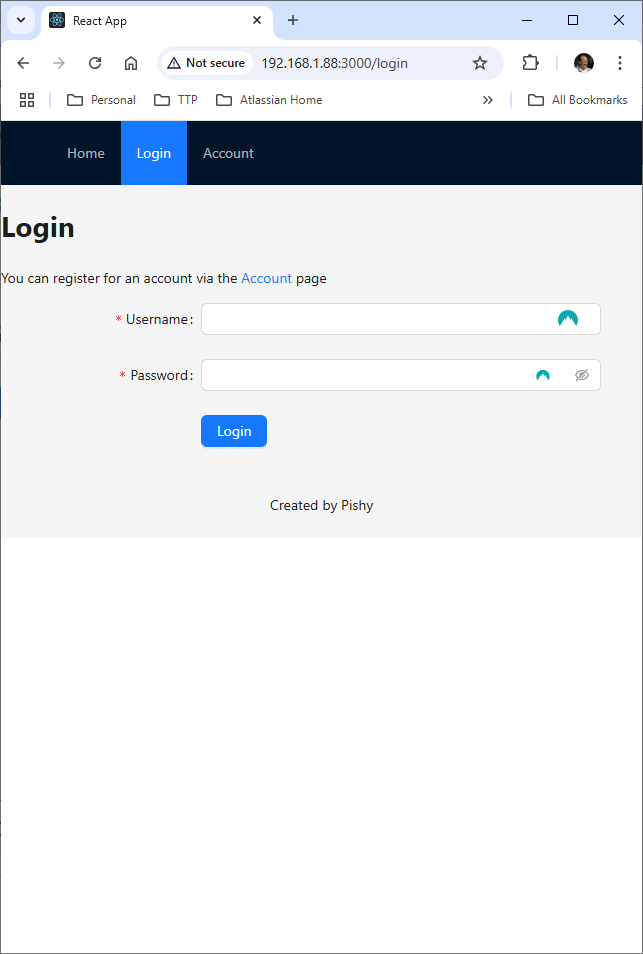 React App
Not secure 192.168.1.88:3000/login
Personal TTP Atlassian Home All Bookmarks
Home Login Account
Login
You can register for an account via the Account page
* Username:
* Password:
Login
Created by Pishy